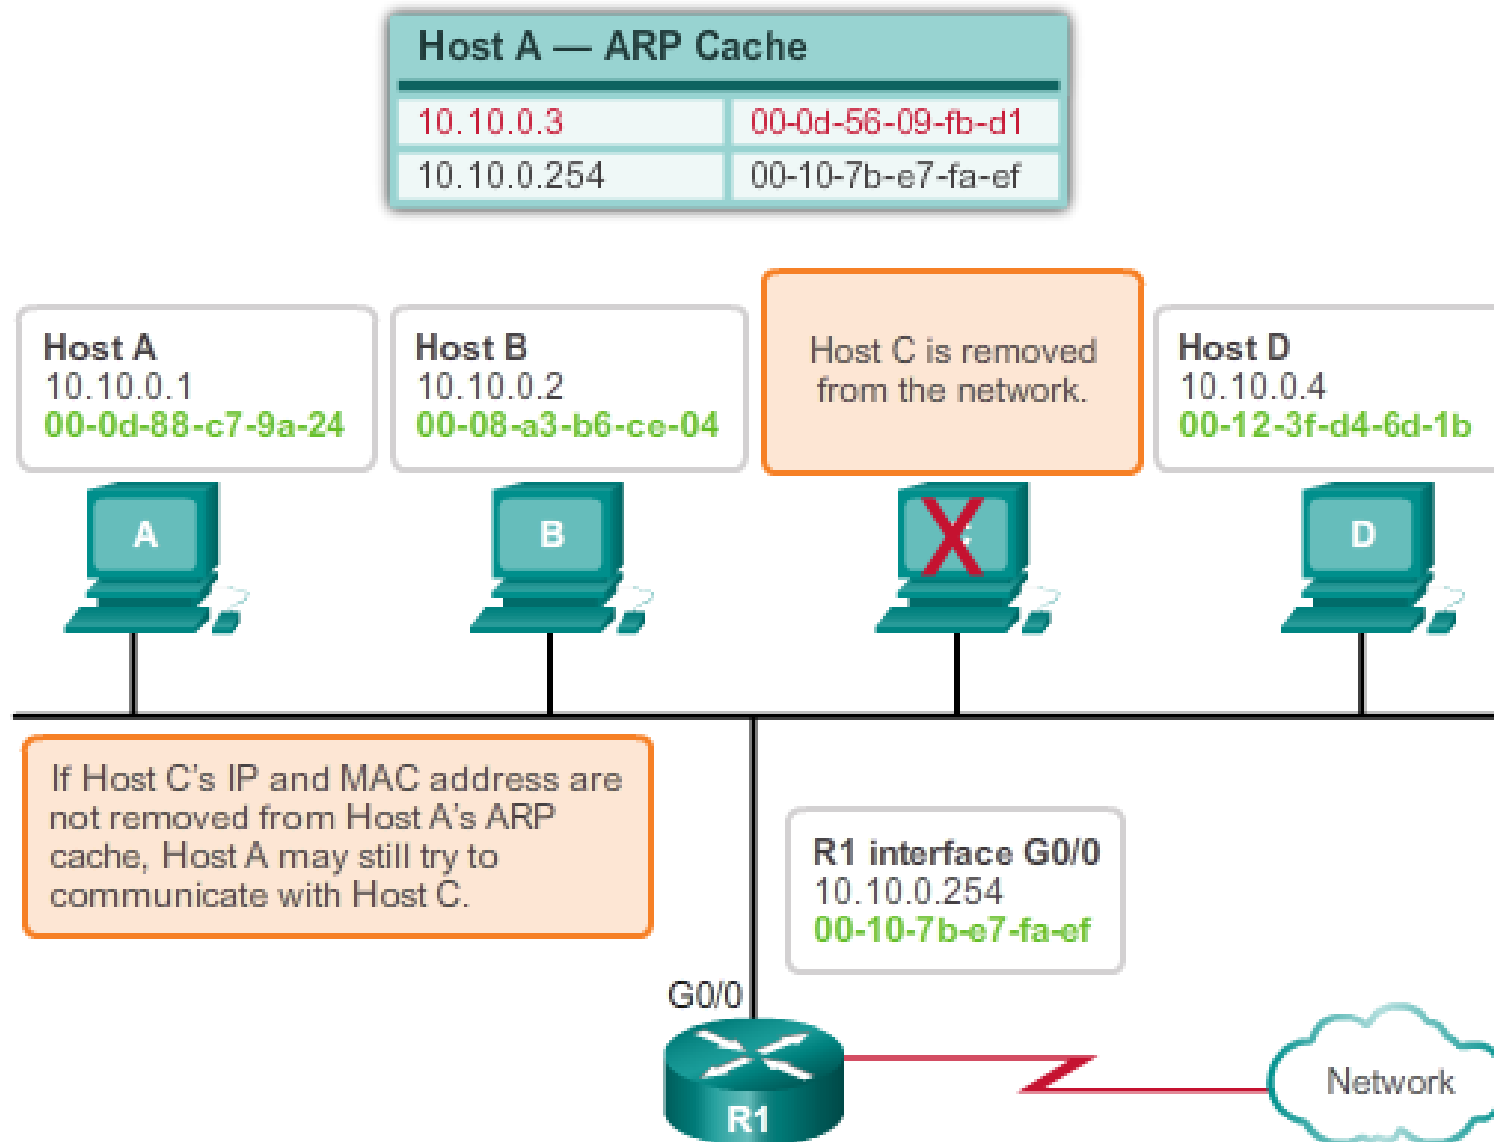 Host A — ARP Cache
10.10.0.3 00-0d-56-09-fb-d1
10.10.0.254 00-10-7b-e7-fa-ef
Host A
10.10.0.1
00-0d-88-c7-9a-24
Host B
10.10.0.2
00-08-a3-b6-ce-04
Host C is removed
from the network.
Host D
10.10.0.4
00-12-3f-d4-6d-1b
A
B
X
D
If Host C's IP and MAC address are
not removed from Host A's ARP
cache, Host A may still try to
communicate with Host C.
R1 interface G0/0
10.10.0.254
00-10-7b-e7-fa-ef
G0/0
R1
Network